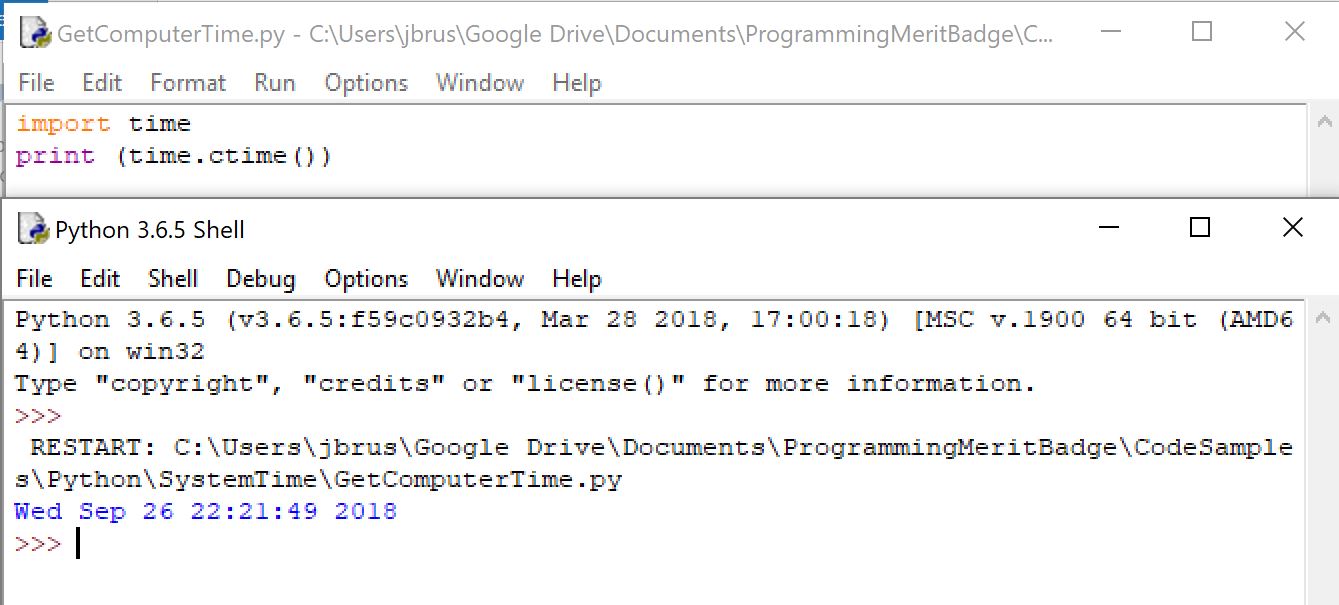 GetComputerTime.py - C:\Users\jbrus\Google Drive\Documents\ProgrammingMeritBadge\C...
File Edit Format Run Options Window Help
import time
print (time.ctime())
Python 3.6.5 Shell
File Edit Shell Debug Options Window Help
Python 3.6.5 (v3.6.5:f59c0932b4, Mar 28 2018, 17:00:18) [MSC v.1900 64 bit (AMD6
4)] on win32
Type "copyright", "credits" or "license()" for more information.
>>>
 RESTART: C:\Users\jbrus\Google Drive\Documents\ProgrammingMeritBadge\CodeSample
s\Python\SystemTime\GetComputerTime.py
Wed Sep 26 22:21:49 2018
>>>